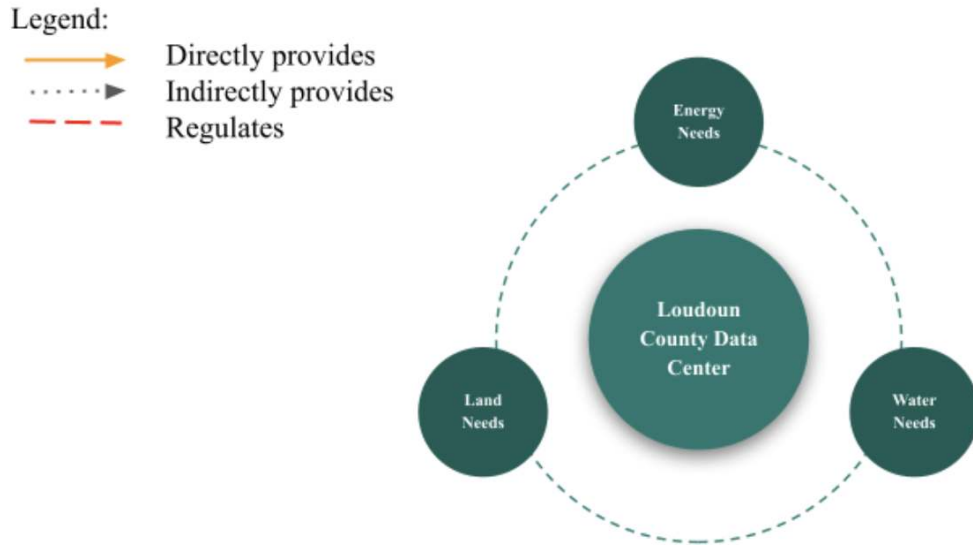 Legend:
Directly provides
Indirectly provides
Regulates
Energy
Needs
Loudoun
County Data
Center
Land
Needs
Water
Needs